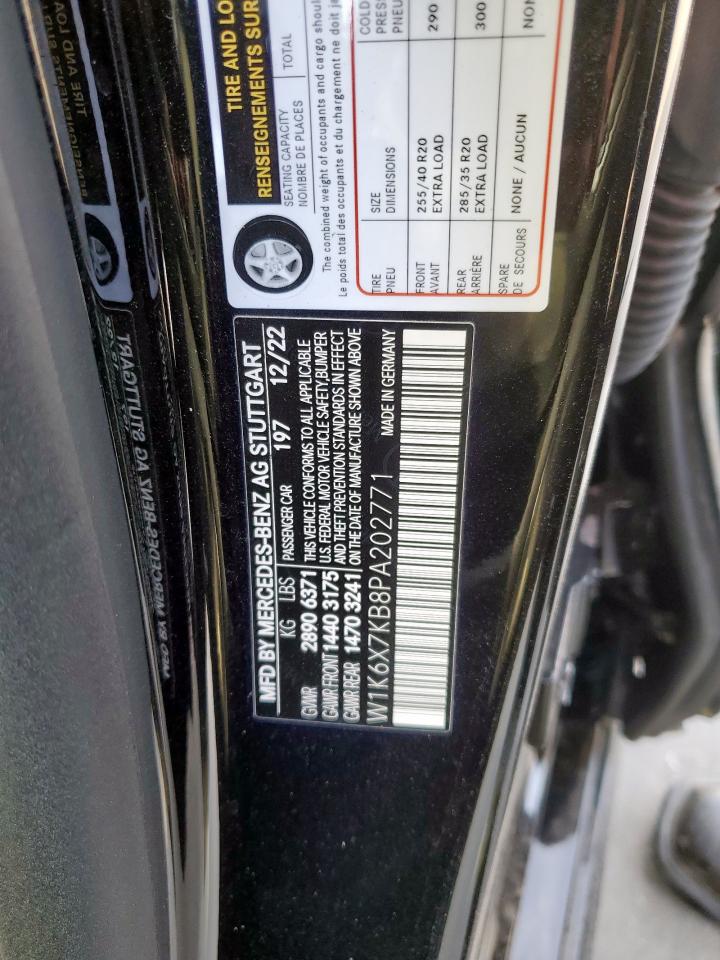 TIRE AND LO
RENSEIGNEMENTS SUR
SEATING CAPACITY
NOMBRE DE PLACES
TOTAL
The combined weight of occupants and cargo shoul
Le poids total des occupants et du chargement ne doit ja
TIRE
PNEU
SIZE
DIMENSIONS
COLD
PRESS
PNEU
FRONT
AVANT
255/40 R20
EXTRA LOAD
290
REAR
ARRIÈRE
285/35 R20
EXTRA LOAD
300
SPARE
DE SECOURS
NONE / AUCUN
NON
MFD BY MERCEDES-BENZ AG STUTTGART
KG LBS PASSENGER CAR 197 12/22
GVWR 2890 6371 THIS VEHICLE CONFORMS TO ALL APPLICABLE
GAWR FRONT 1440 3175 U.S. FEDERAL MOTOR VEHICLE SAFETY,BUMPER
AND THEFT PREVENTION STANDARDS IN EFFECT
GAWR REAR 1470 3241 ON THE DATE OF MANUFACTURE SHOWN ABOVE
W1K6X7KB8PA202771 MADE IN GERMANY